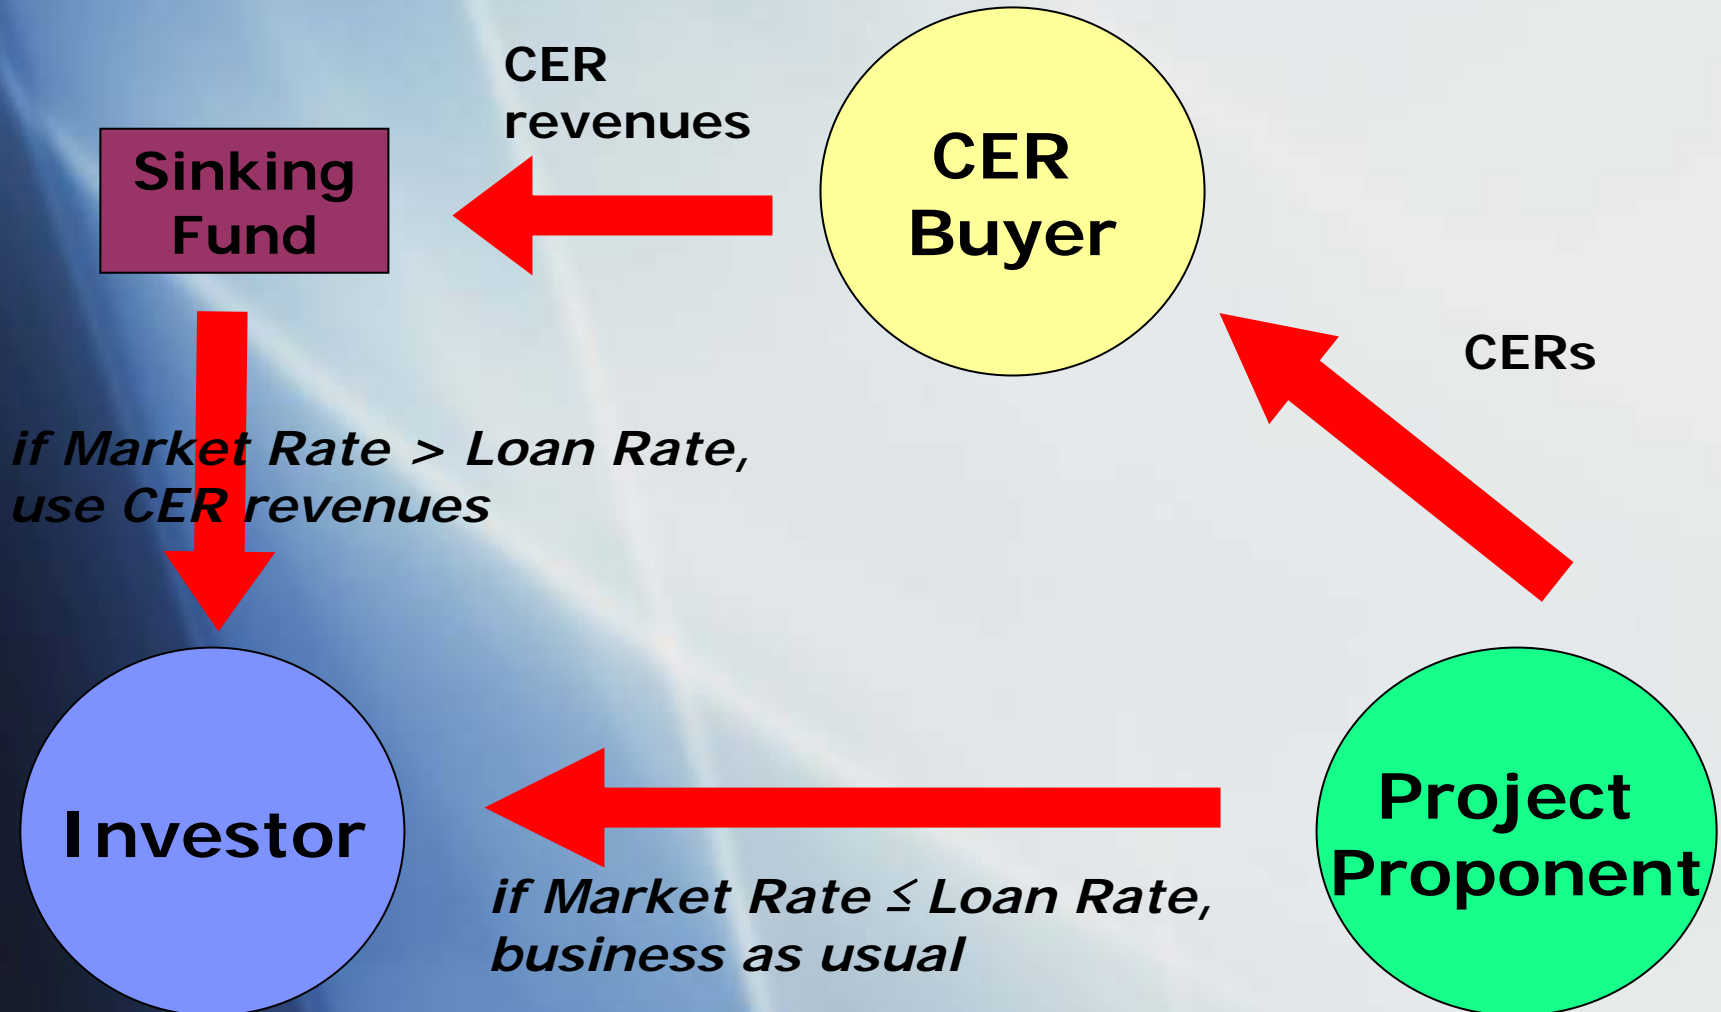 CER
revenues
Sinking
Fund
CER
Buyer
CERs
if Market Rate > Loan Rate,
use CER revenues
Investor
Project
Proponent
if Market Rate ≤ Loan Rate,
business as usual